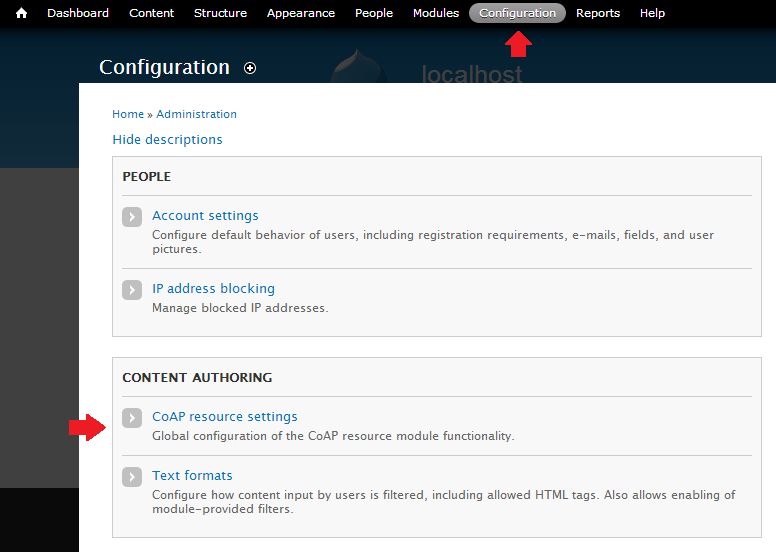 Dashboard Content Structure Appearance People Modules Configuration Reports Help
Configuration
localhost
Home » Administration
Hide descriptions
PEOPLE
Account settings
Configure default behavior of users, including registration requirements, e-mails, fields, and user
pictures.
IP address blocking
Manage blocked IP addresses.
CONTENT AUTHORING
CoAP resource settings
Global configuration of the CoAP resource module functionality.
Text formats
Configure how content input by users is filtered, including allowed HTML tags. Also allows enabling of
module-provided filters.